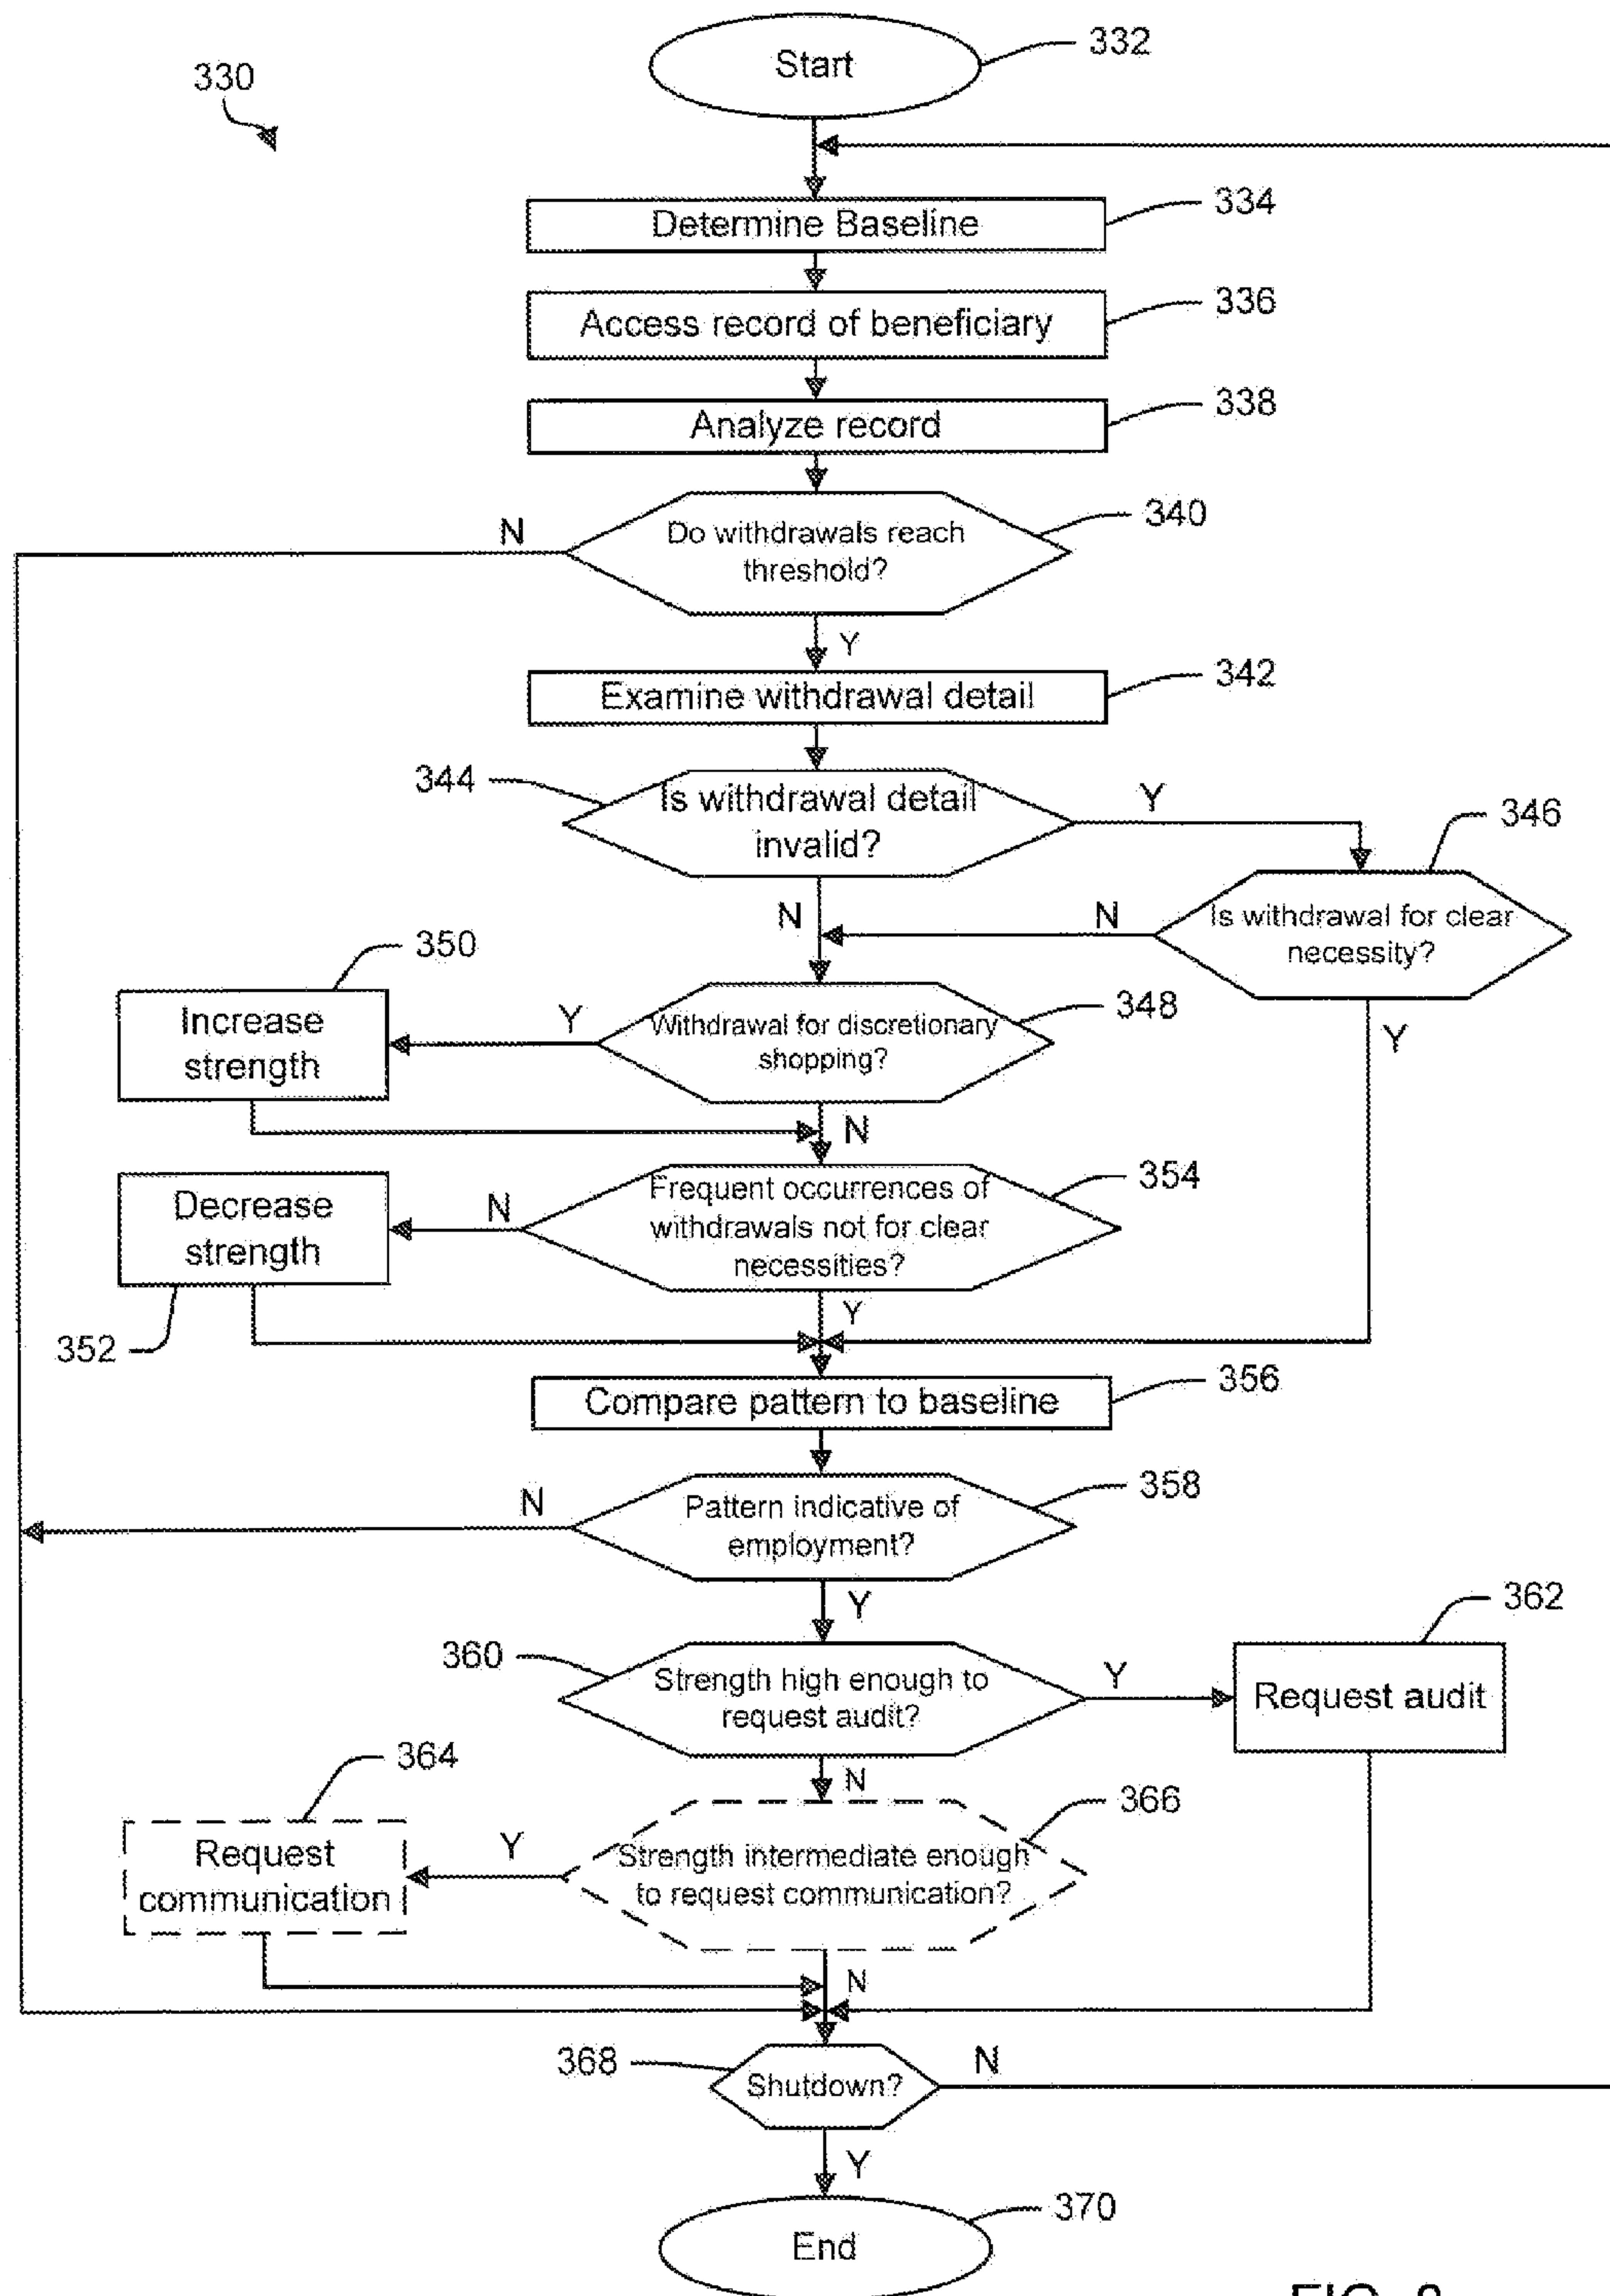 332
Start
330
334
Determine Baseline
336
Access record of beneficiary
338
Analyze record
340
N
Do withdrawals reach
threshold?
Y
342
Examine withdrawal detail
344
Is withdrawal detail
invalid?
Y
346
N
N
Is withdrawal for clear
necessity?
350
Increase
strength
Y
348
Withdrawal for discretionary
shopping?
Y
N
354
Decrease
strength
N
Frequent occurrences of
withdrawals not for clear
necessities?
352
Y
356
Compare pattern to baseline
358
N
Pattern indicative of
employment?
Y
362
360
Strength high enough to
request audit?
Y
Request audit
364
N
366
Request
communication
Y
Strength intermediate enough
to request communication?
N
368
Shutdown?
N
Y
370
End